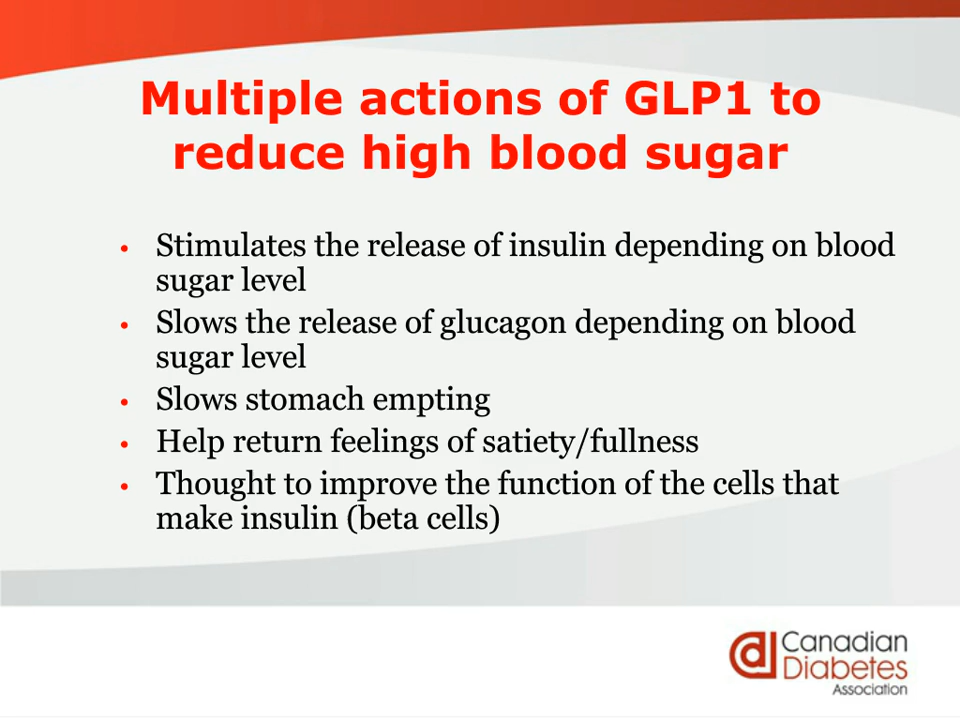 Multiple actions of GLP1 to
reduce high blood sugar
• Stimulates the release of insulin depending on blood
sugar level
• Slows the release of glucagon depending on blood
sugar level
• Slows stomach empting
• Help return feelings of satiety/fullness
• Thought to improve the function of the cells that
make insulin (beta cells)
Canadian
Diabetes
Association